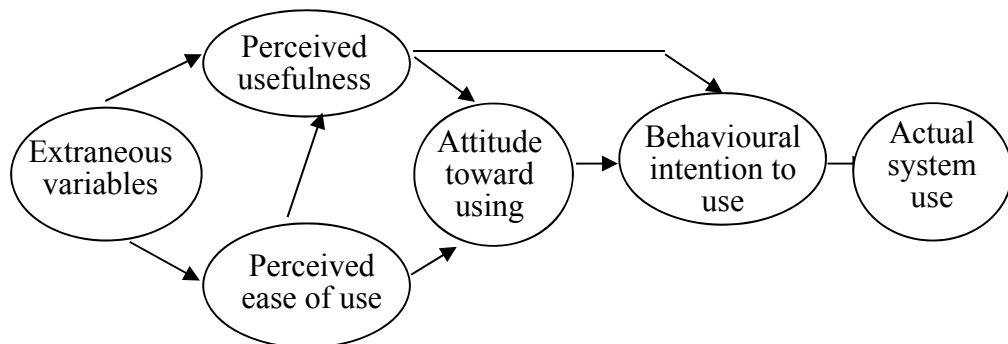 Perceived
usefulness
Extraneous
variables
Perceived
ease of use
Attitude
toward
using
Behavioural
intention to
use
Actual
system
use